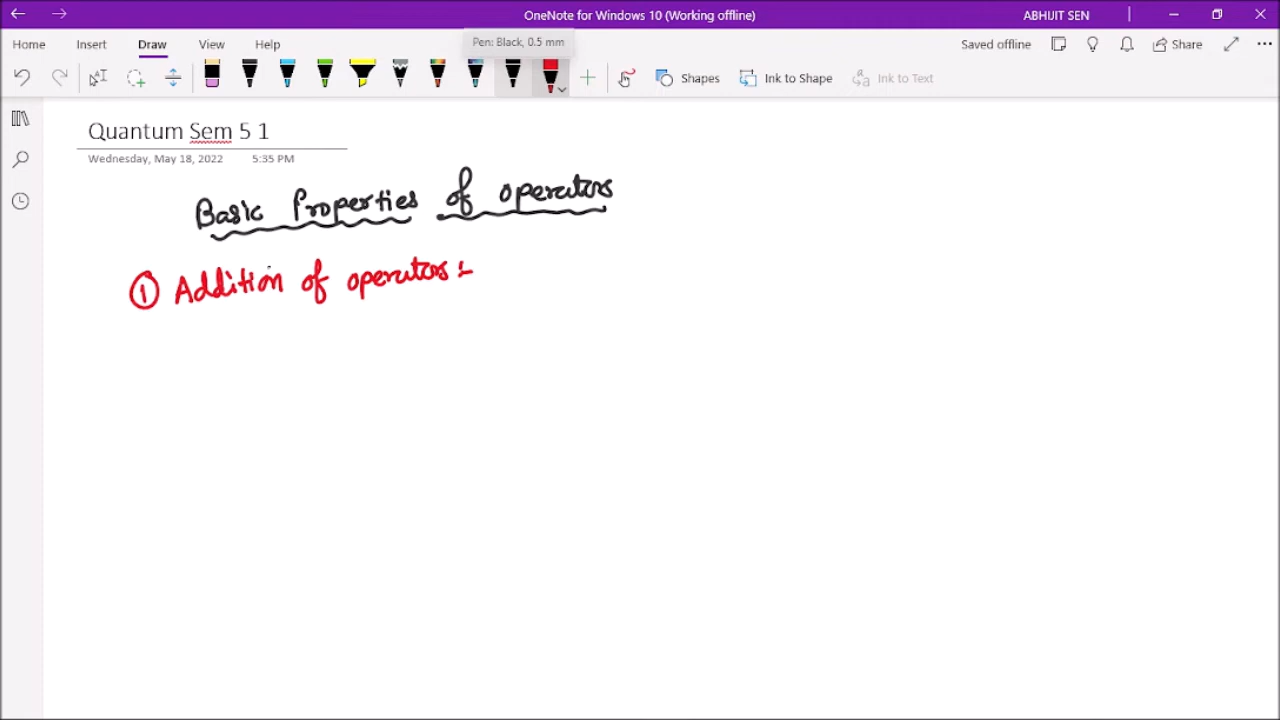 OneNote for Windows 10 (Working offline)
ABHIJIT SEN
Home Insert Draw View Help
Pen: Black, 0.5 mm
Saved offline
Share
Shapes
Ink to Shape
Ink to Text
Quantum Sem 5 1
Wednesday, May 18, 2022 5:35 PM
Basic Properties of operators
① Addition of operators :-